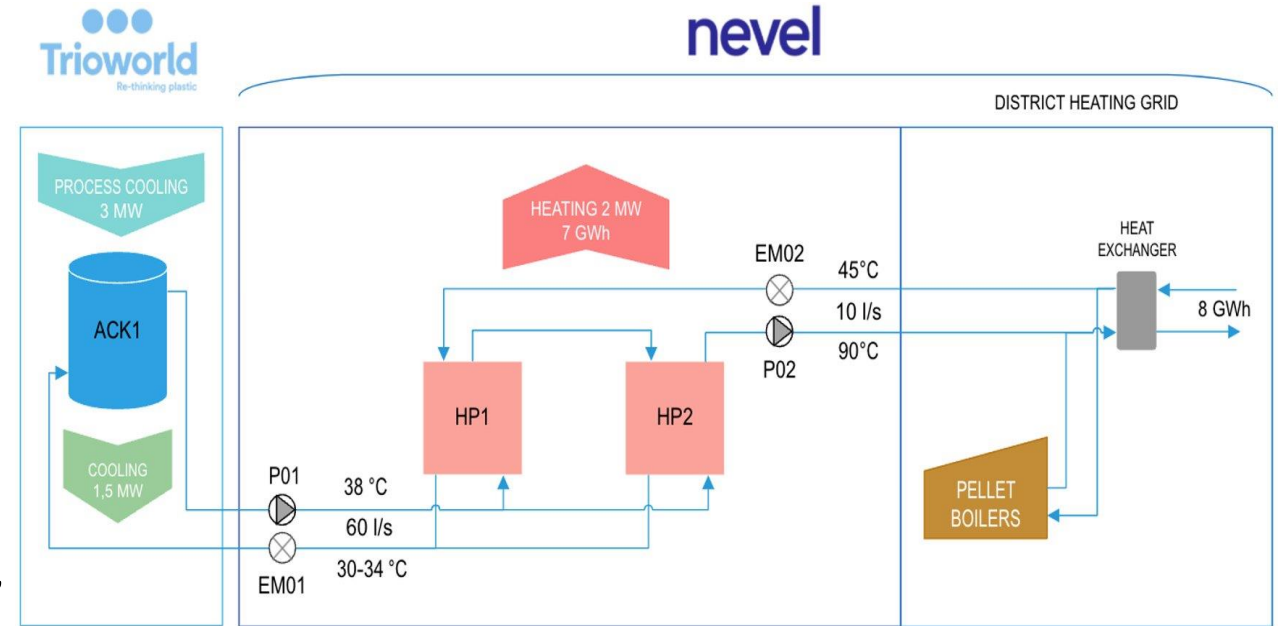 Trioworld
Re-thinking plastic
nevel
DISTRICT HEATING GRID
PROCESS COOLING
3 MW
ACK1
COOLING
1,5 MW
HEATING 2 MW
7 GWh
HP1
HP2
P01
38 °C
60 l/s
30-34 °C
EM01
EM02
45°C
10 l/s
90°C
P02
HEAT
EXCHANGER
8 GWh
PELLET
BOILERS
,